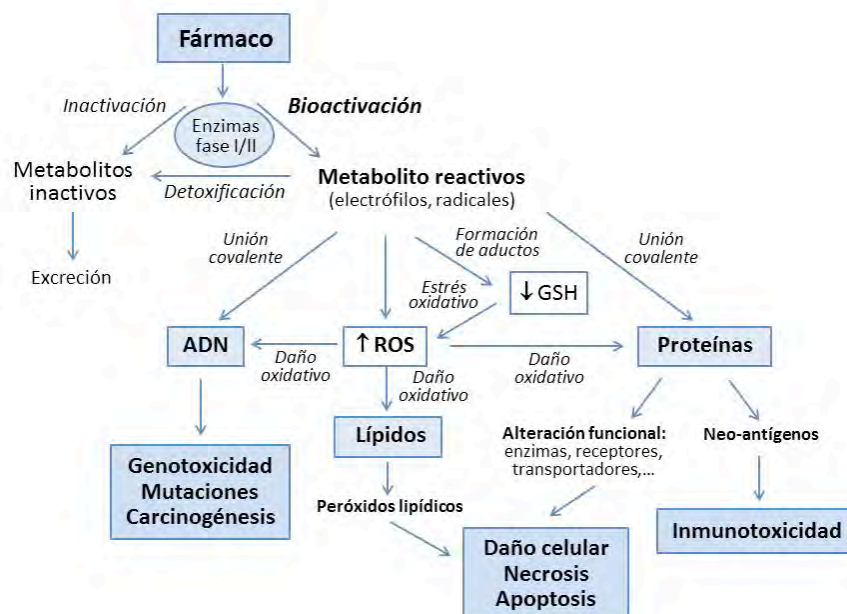 Fármaco
Inactivación
Bioactivación
Enzimas
fase I/II
Metabolitos
inactivos
Detoxificación
Metabolito reactivos
(electrófilos, radicales)
Excreción
Unión
covalente
Formación
de aductos
Unión
covalente
Estrés
oxidativo
↓ GSH
ADN
Daño
oxidativo
↑ ROS
Daño
oxidativo
Daño
oxidativo
Proteínas
Lípidos
Alteración funcional:
enzimas, receptores,
transportadores,...
Neo-antígenos
Genotoxicidad
Mutaciones
Carcinogénesis
Peróxidos lipídicos
Inmunotoxicidad
Daño celular
Necrosis
Apoptosis